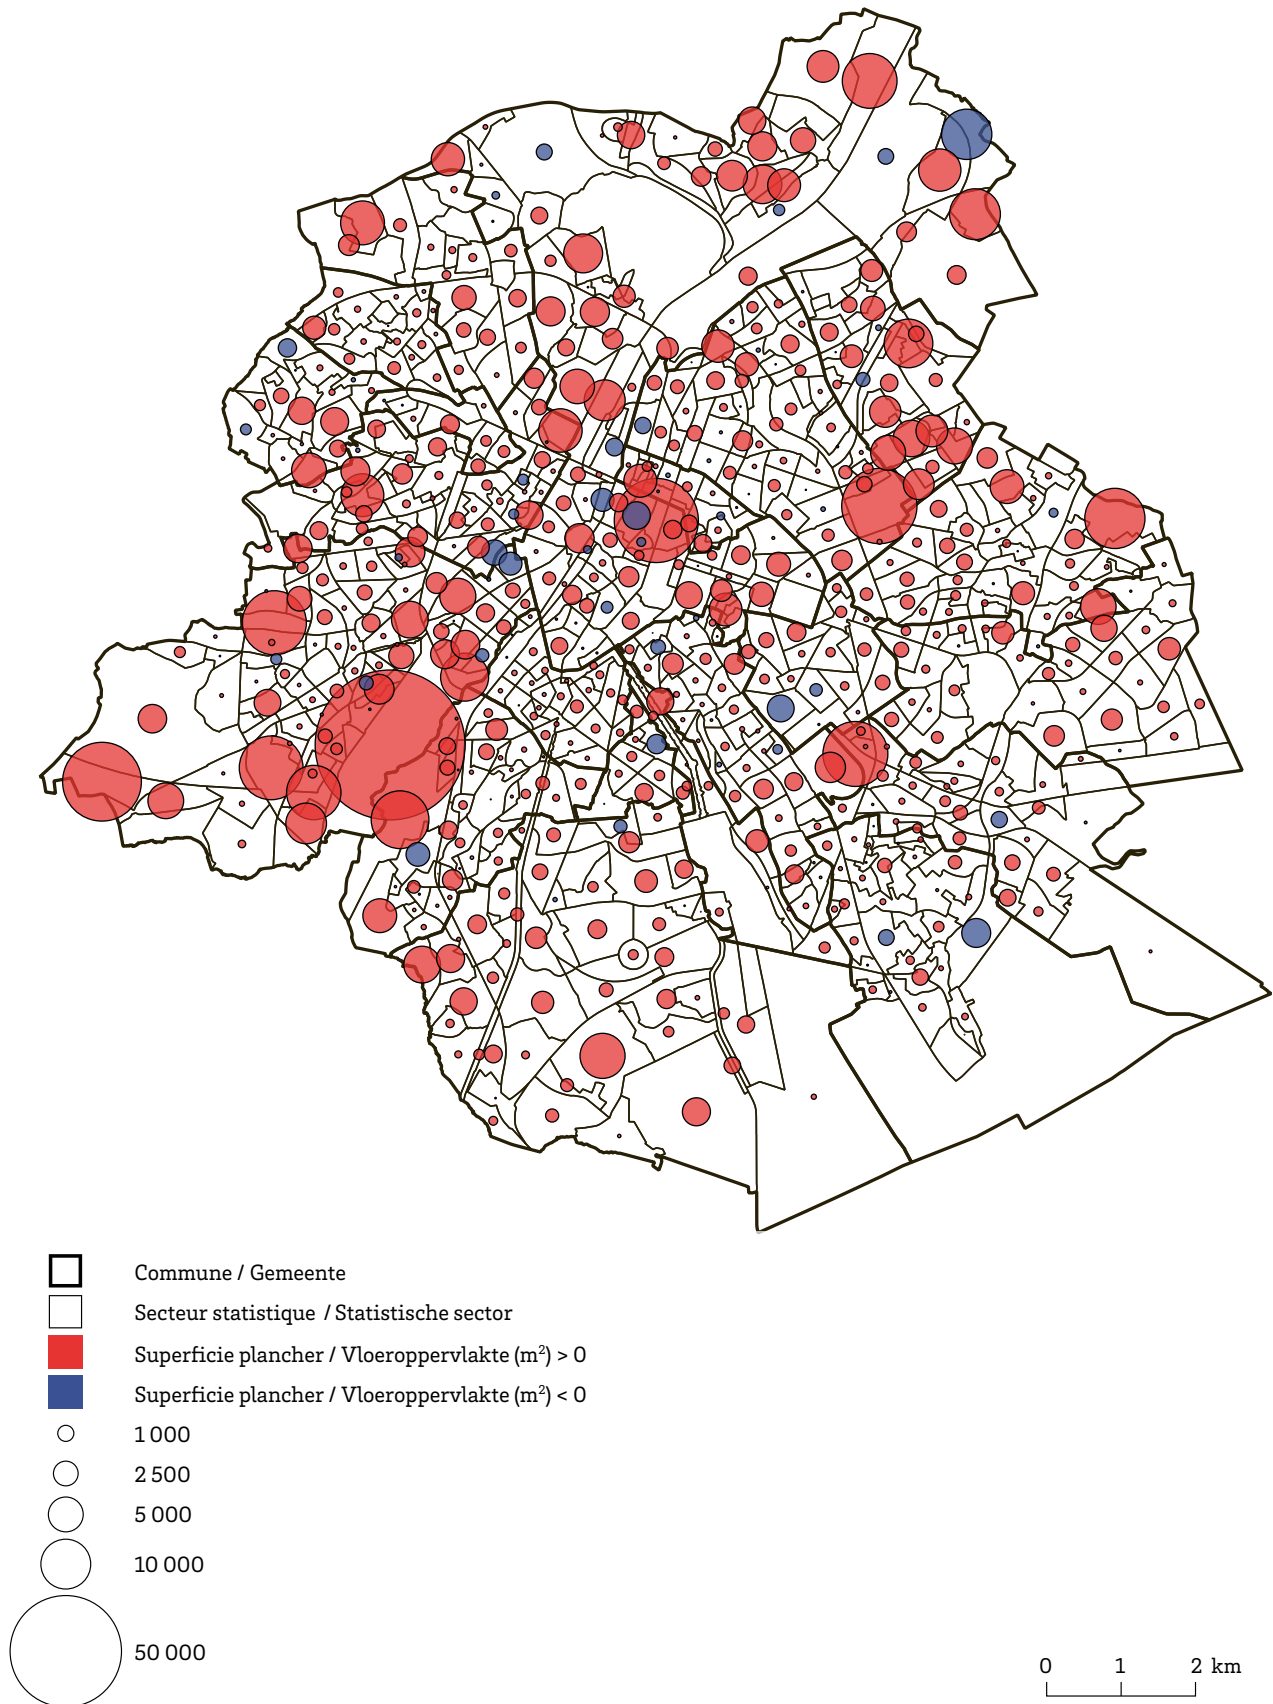 Commune / Gemeente
Secteur statistique / Statistische sector
Superficie plancher / Vloeroppervlakte (m²) > 0
Superficie plancher / Vloeroppervlakte (m²) < 0
1 000
2 500
5 000
10 000
50 000
0 1 2 km